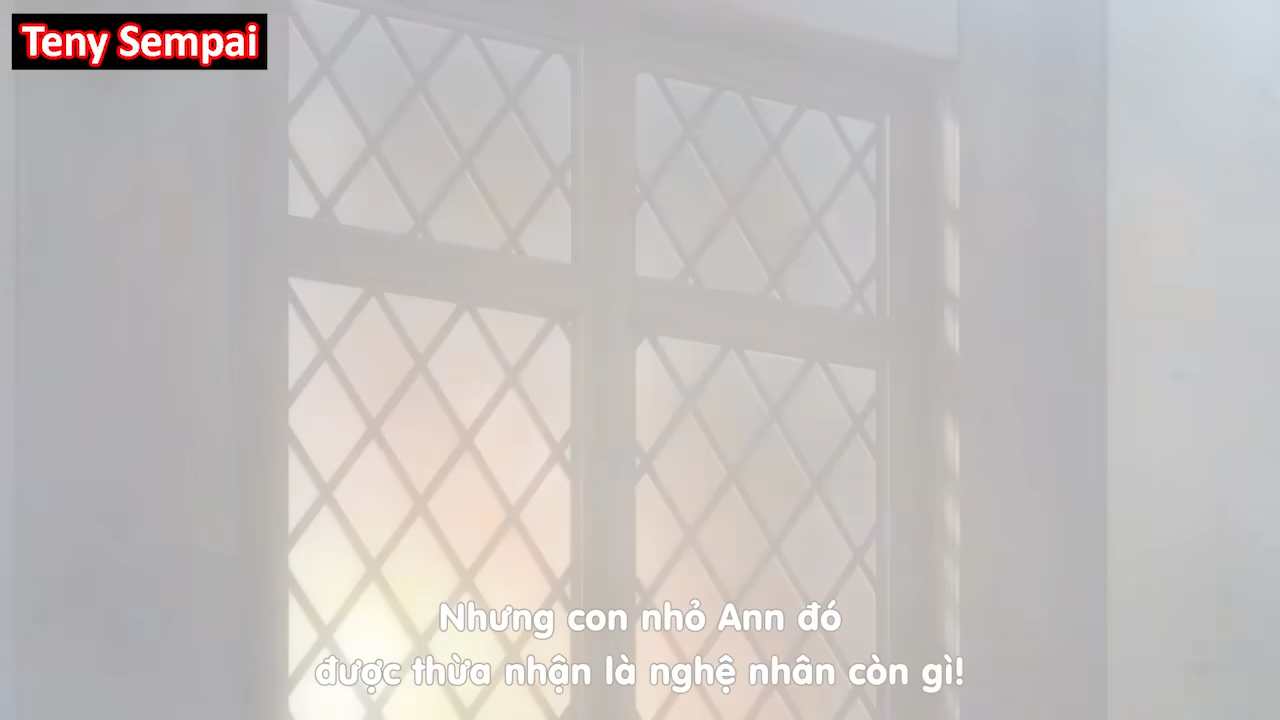 Teny Sempai
Nhưng con nhỏ Ann đó
được thừa nhận là nghệ nhân còn gì!